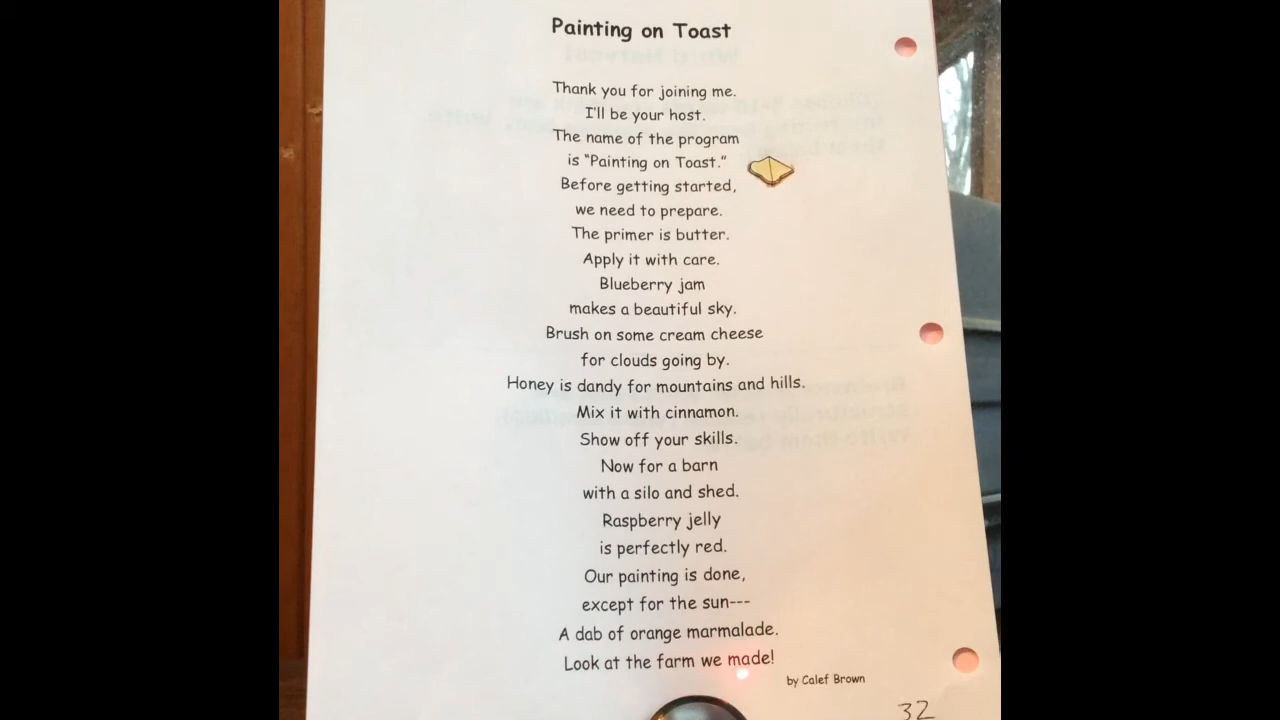 Painting on Toast
Thank you for joining me.
I'll be your host.
The name of the program
is “Painting on Toast.”
Before getting started,
we need to prepare.
The primer is butter.
Apply it with care.
Blueberry jam
makes a beautiful sky.
Brush on some cream cheese
for clouds going by.
Honey is dandy for mountains and hills.
Mix it with cinnamon.
Show off your skills.
Now for a barn
with a silo and shed.
Raspberry jelly
is perfectly red.
Our painting is done,
except for the sun---
A dab of orange marmalade.
Look at the farm we made!
by Calef Brown
32